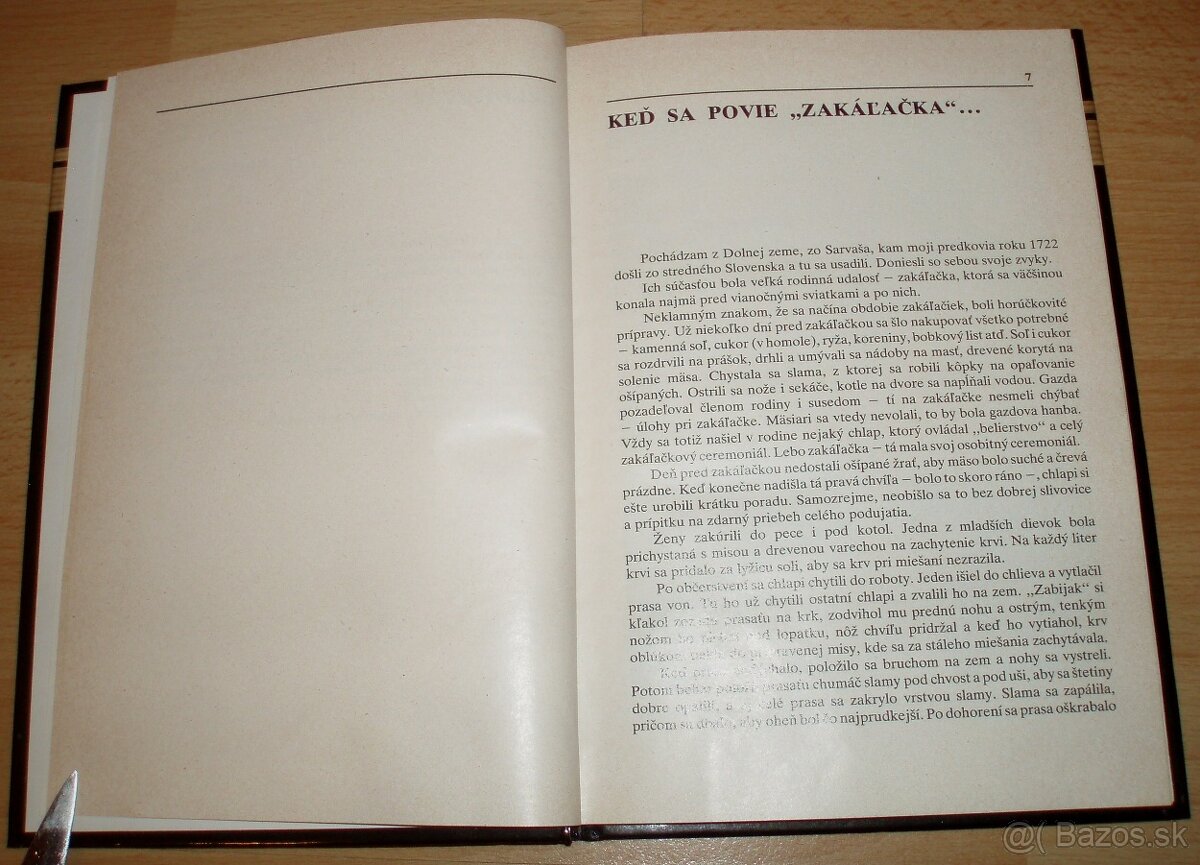 7
KEĎ SA POVIE „ZAKÁĽAČKA“...
Pochádzam z Dolnej zeme, zo Sarvaša, kam moji predkovia roku 1722
došli zo stredného Slovenska a tu sa usadili. Doniesli so sebou svoje zvyky.
Ich súčasťou bola veľká rodinná udalosť – zakáľačka, ktorá sa väčšinou
konala najmä pred vianočnými sviatkami a po nich.
Neklamným znakom, že sa načína obdobie zakáľačiek, boli horúčkovité
prípravy. Už niekoľko dní pred zakáľačkou sa šlo nakupovať všetko potrebné
– kamenná soľ, cukor (v homole), ryža, koreniny, bobkový list atď. Soľ i cukor
sa rozdrvili na prášok, drhli a umývali sa nádoby na masť, drevené korytá na
solenie mäsa. Chystala sa slama, z ktorej sa robili kôpky na opaľovanie
ošípaných. Ostrili sa nože i sekáče, kotle na dvore sa napĺňali vodou. Gazda
pozadeľoval členom rodiny i susedom – tí na zakáľačke nesmeli chýbať
– úlohy pri zakáľačke. Mäsiari sa vtedy nevolali, to by bola gazdova hanba.
Vždy sa totiž našiel v rodine nejaký chlap, ktorý ovládal „belierstvo“ a celý
zakáľačkový ceremoniál. Lebo zakáľačka – tá mala svoj osobitný ceremoniál.
Deň pred zakáľačkou nedostali ošípané žrať, aby mäso bolo suché a črevá
prázdne. Keď konečne nadišla tá pravá chvíľa – bolo to skoro ráno –, chlapi si
ešte urobili krátku poradu. Samozrejme, neobišlo sa to bez dobrej slivovice
a prípitku na zdarný priebeh celého podujatia.
Ženy zakúrili do pece i pod kotol. Jedna z mladších dievok bola
prichystaná s misou a drevenou varechou na zachytenie krvi. Na každý liter
krvi sa pridalo za lyžicu soli, aby sa krv pri miešaní nezrazila.
Po občerstvení sa chlapi chytili do roboty. Jeden išiel do chlieva a vytlačil
prasa von. Tu ho už chytili ostatní chlapi a zvalili ho na zem. „Zabijak“ si
kľakol prasaťu na krk, zodvihol mu prednú nohu a ostrým, tenkým
nožom ho pod lopatku, nôž chvíľu pridržal a keď ho vytiahol, krv
oblúkom do pripravenej misy, kde sa za stáleho miešania zachytávala.
Keď položilo sa bruchom na zem a nohy sa vystreli.
Potom prasaťu chumáč slamy pod chvost a pod uši, aby sa štetiny
dobre opálili, a celé prasa sa zakrylo vrstvou slamy. Slama sa zapálila,
pričom sa aby oheň bol čo najprudkejší. Po dohorení sa prasa oškrabalo
@( Bazos.sk